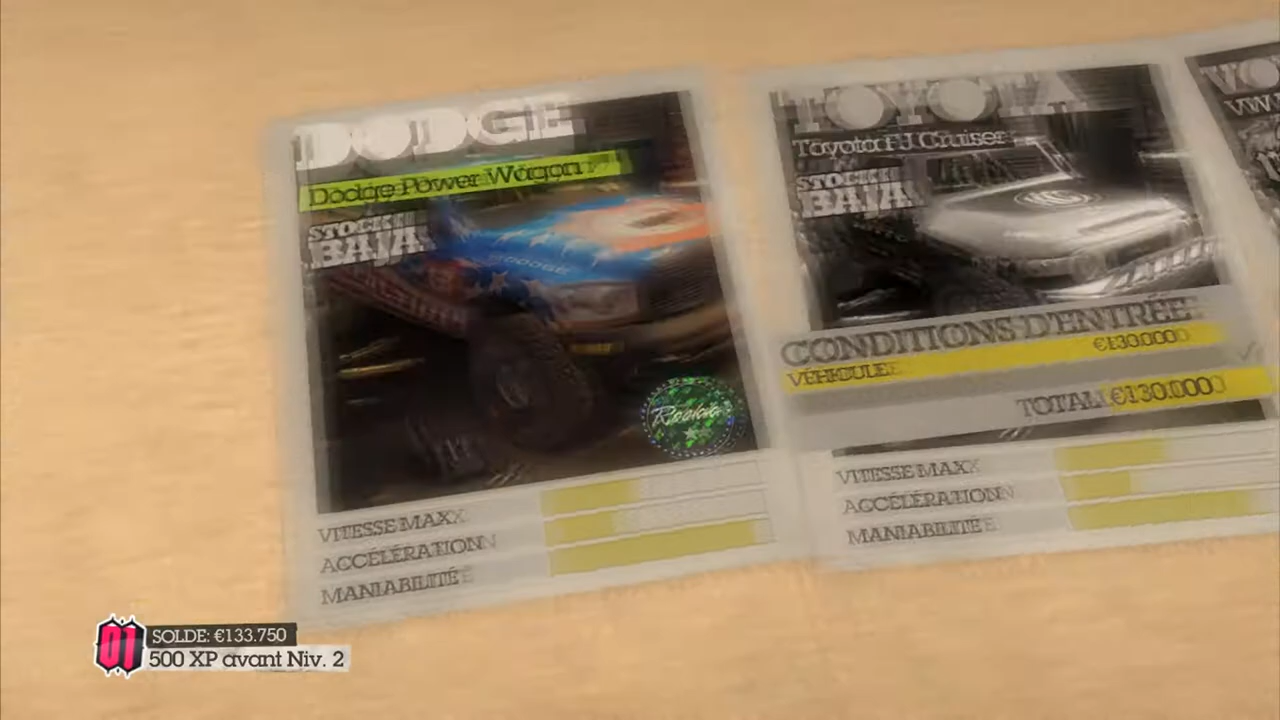 DODGE
Dodge Power Wagon
STOCK
BAJA
TOYOTA
Toyota FJ Cruiser
STOCK
BAJA
CONDITIONS D'ENTRÉE
VÉHICULE €130.000
TOTAL €130.000
VITESSE MAX
ACCÉLÉRATION
MANIABILITÉ
VITESSE MAX
ACCÉLÉRATION
MANIABILITÉ
DODGE
01
SOLDE: €133.750
500 XP avant Niv. 2